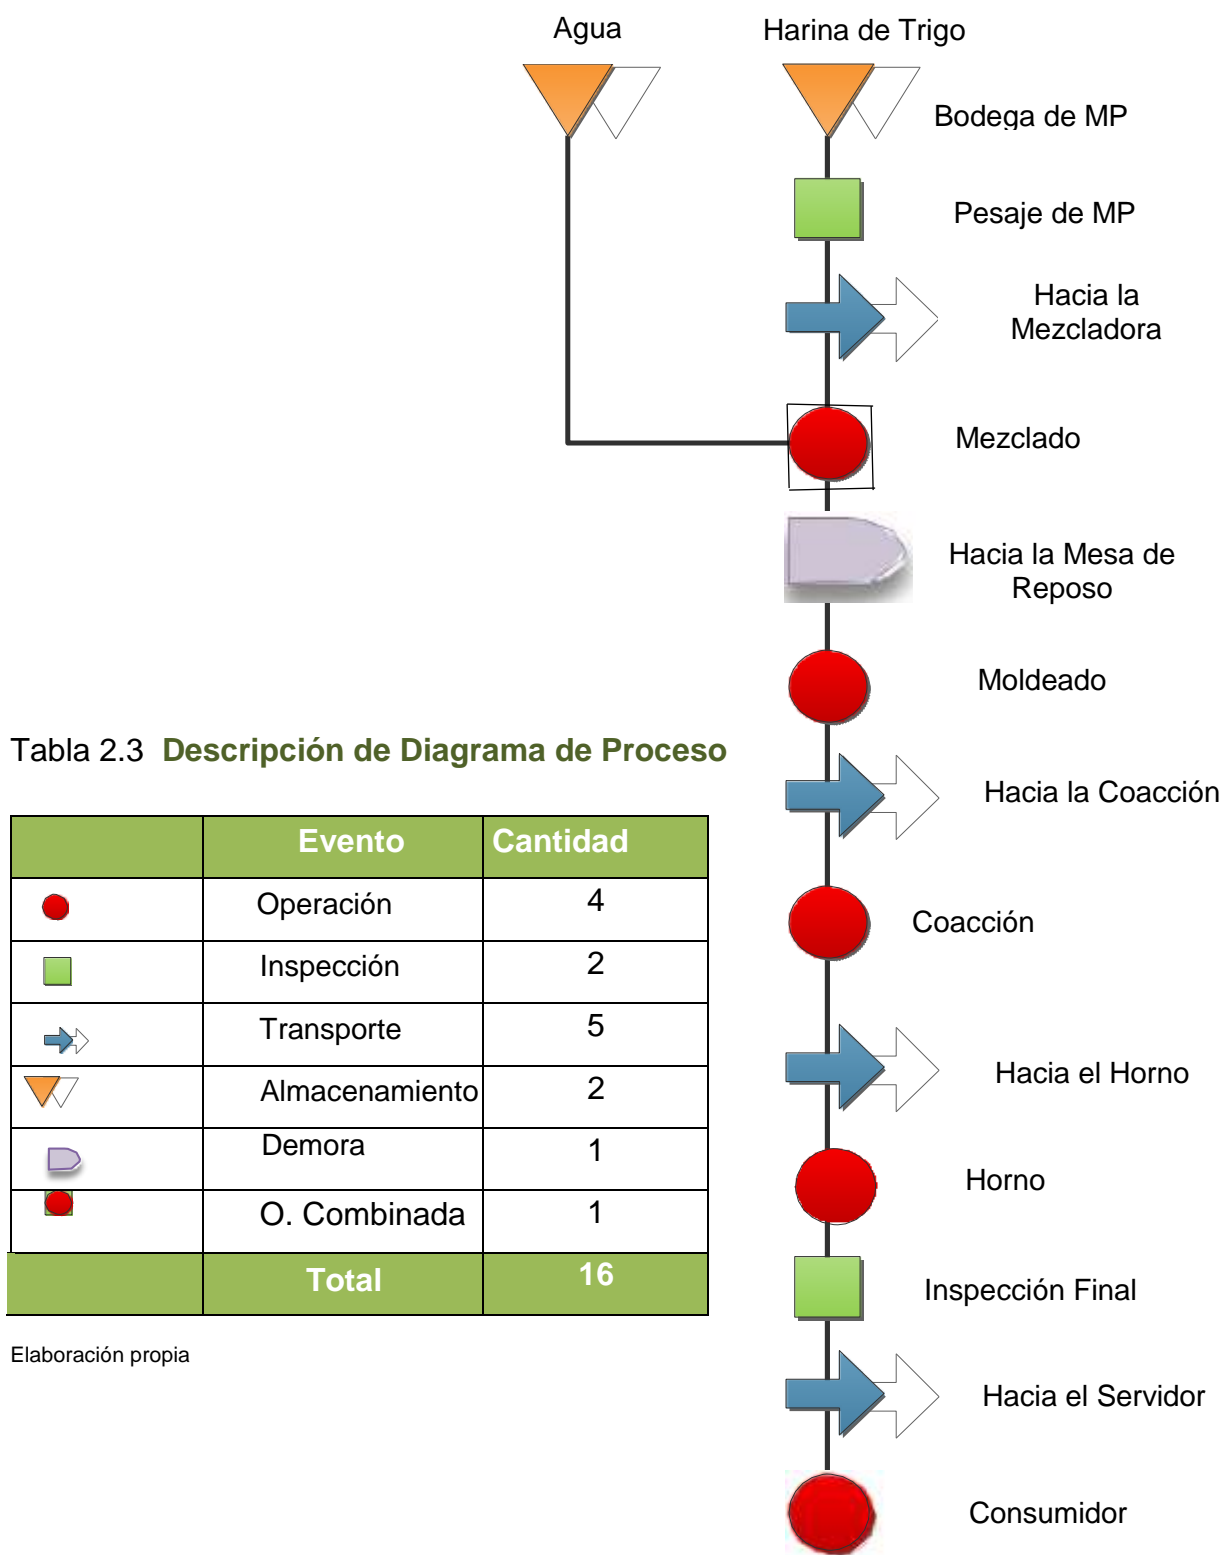 Agua
Harina de Trigo
Bodega de MP
Pesaje de MP
Hacia la
Mezcladora
Mezclado
Hacia la Mesa de
Reposo
Moldeado
Hacia la Coacción
Coacción
Hacia el Horno
Horno
Inspección Final
Hacia el Servidor
Consumidor
Tabla 2.3 Descripción de Diagrama de Proceso
Evento Cantidad
Operación 4
Inspección 2
Transporte 5
Almacenamiento 2
Demora 1
O. Combinada 1
Total 16
Elaboración propia